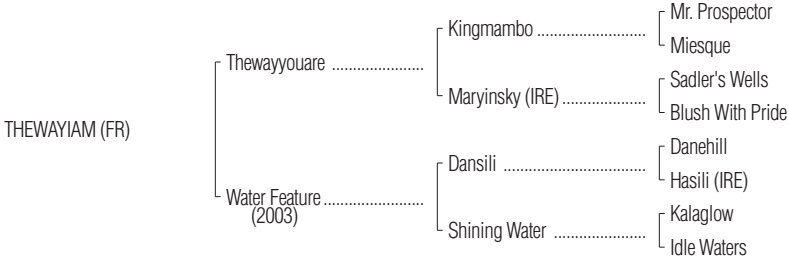 Mr. Prospector
Kingmambo ........................
Miesque
Thewayyouare ....................
Sadler's Wells
Maryinsky (IRE) ..................
Blush With Pride
THEWAYIAM (FR)
Danehill
Dansili ...............................
Hasili (IRE)
Water Feature ......................
(2003)
Kalaglow
Shining Water ....................
Idle Waters